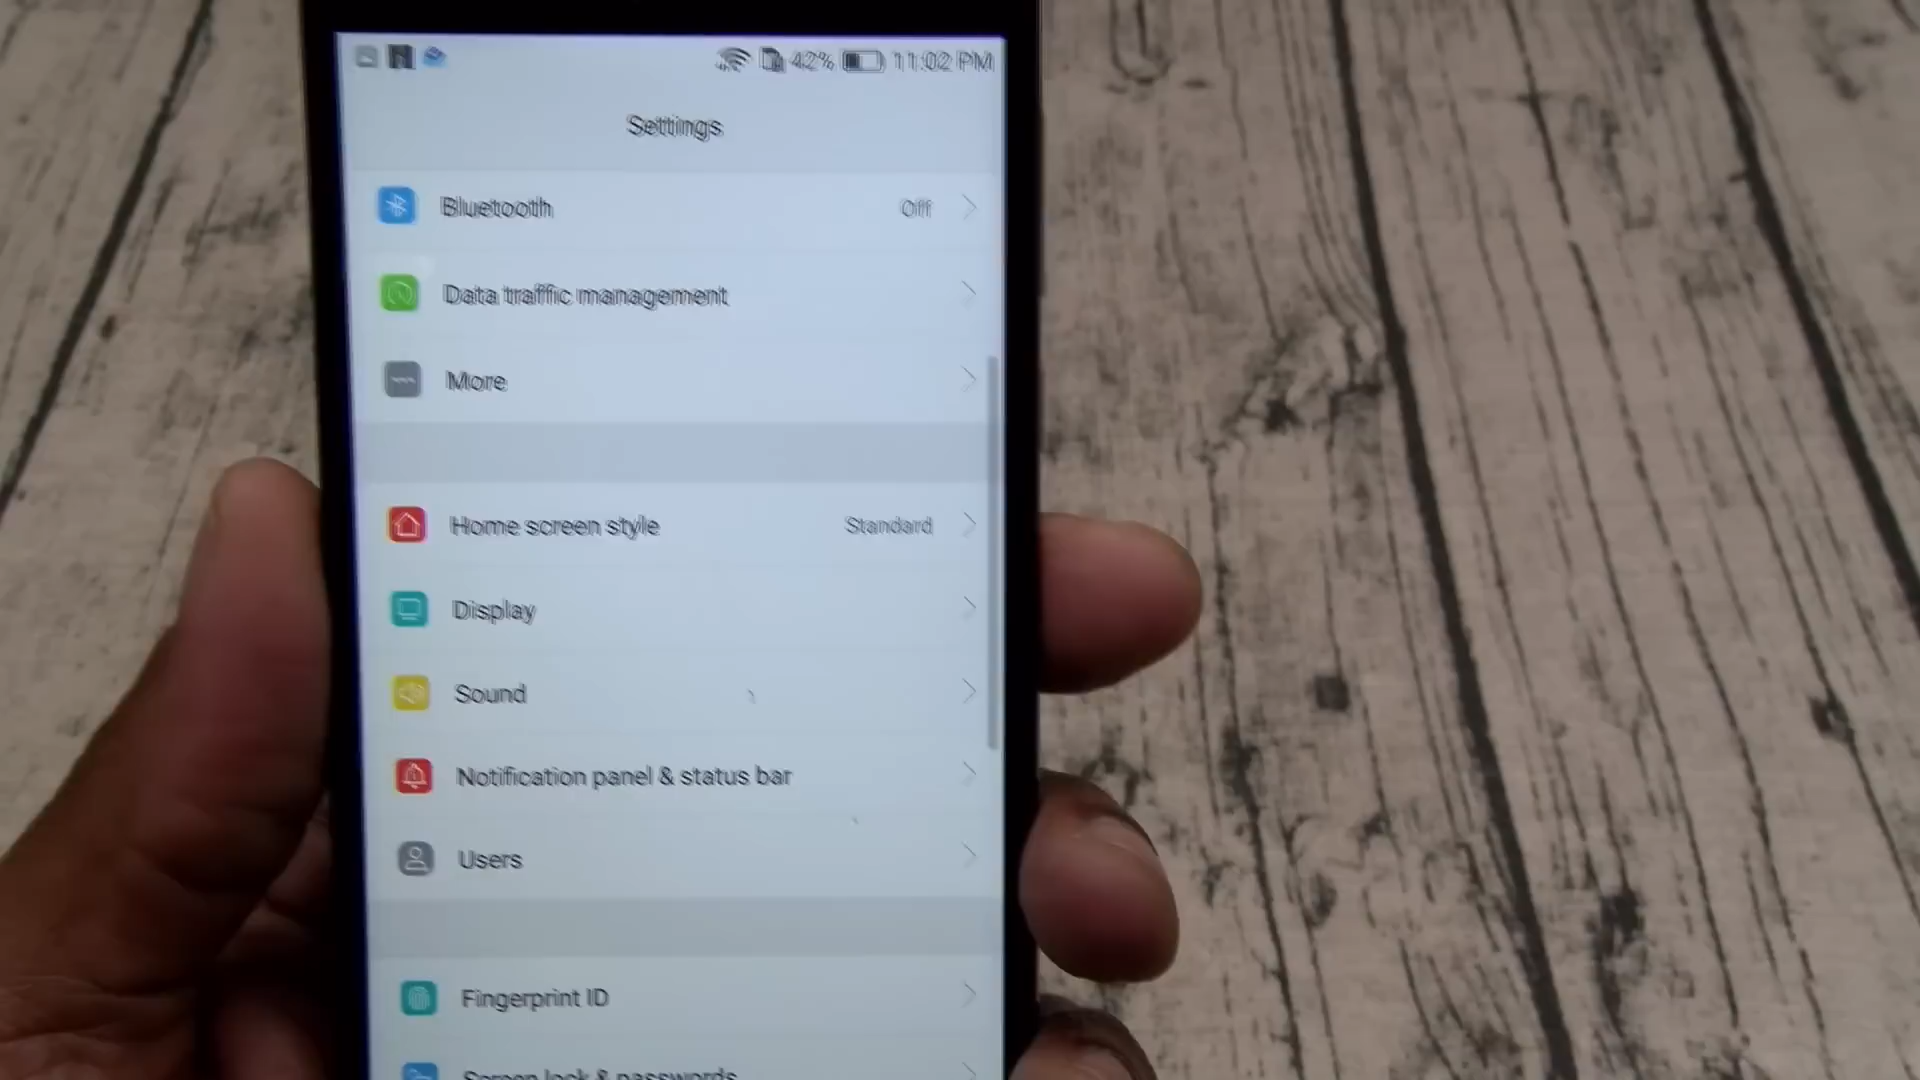 42% 11:02 PM
Settings
Bluetooth Off
Data traffic management
More
Home screen style Standard
Display
Sound
Notification panel & status bar
Users
Fingerprint ID
Screen lock & passwords